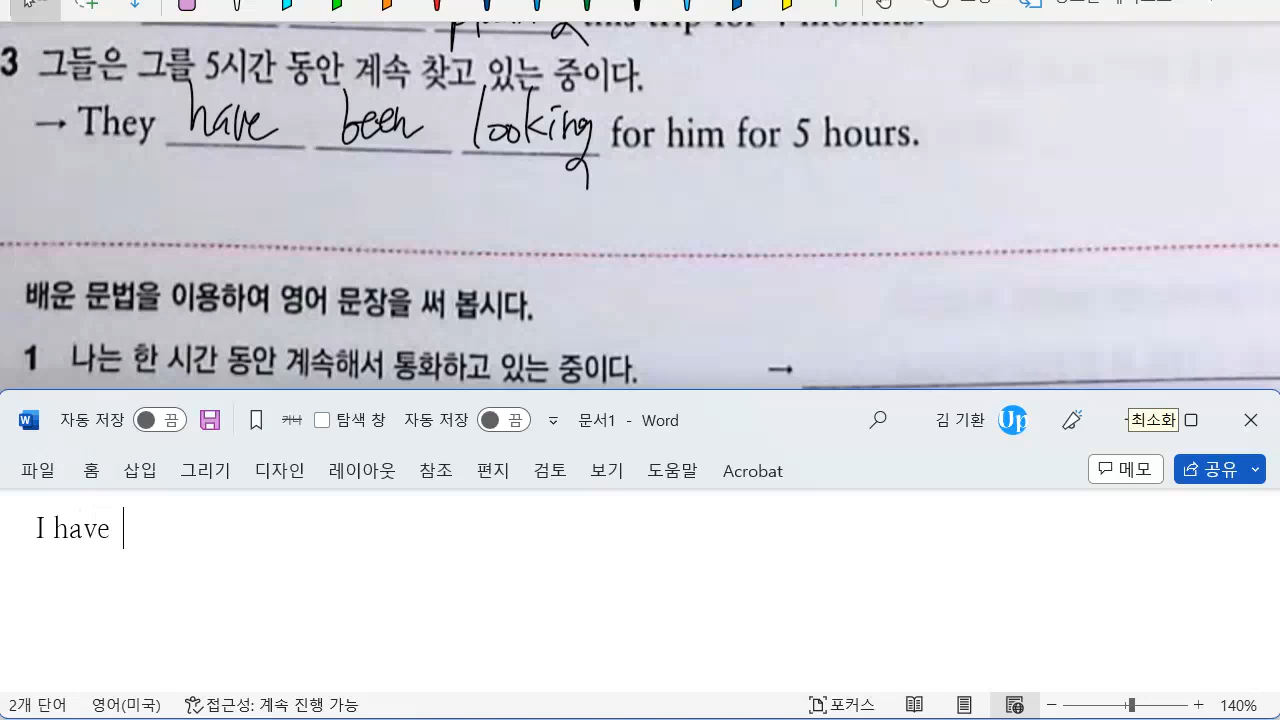 this trip for 4 months.
3 그들은 그를 5시간 동안 계속 찾고 있는 중이다.
→ They have been looking for him for 5 hours.
배운 문법을 이용하여 영어 문장을 써 봅시다.
1 나는 한 시간 동안 계속해서 통화하고 있는 중이다. →
자동 저장 끔 탐색 창 자동 저장 끔 문서1 - Word 김 기환 Up 최소화
파일 홈 삽입 그리기 디자인 레이아웃 참조 편지 검토 보기 도움말 Acrobat 메모 공유
I have
2개 단어 영어(미국) 접근성: 계속 진행 가능 포커스 140%